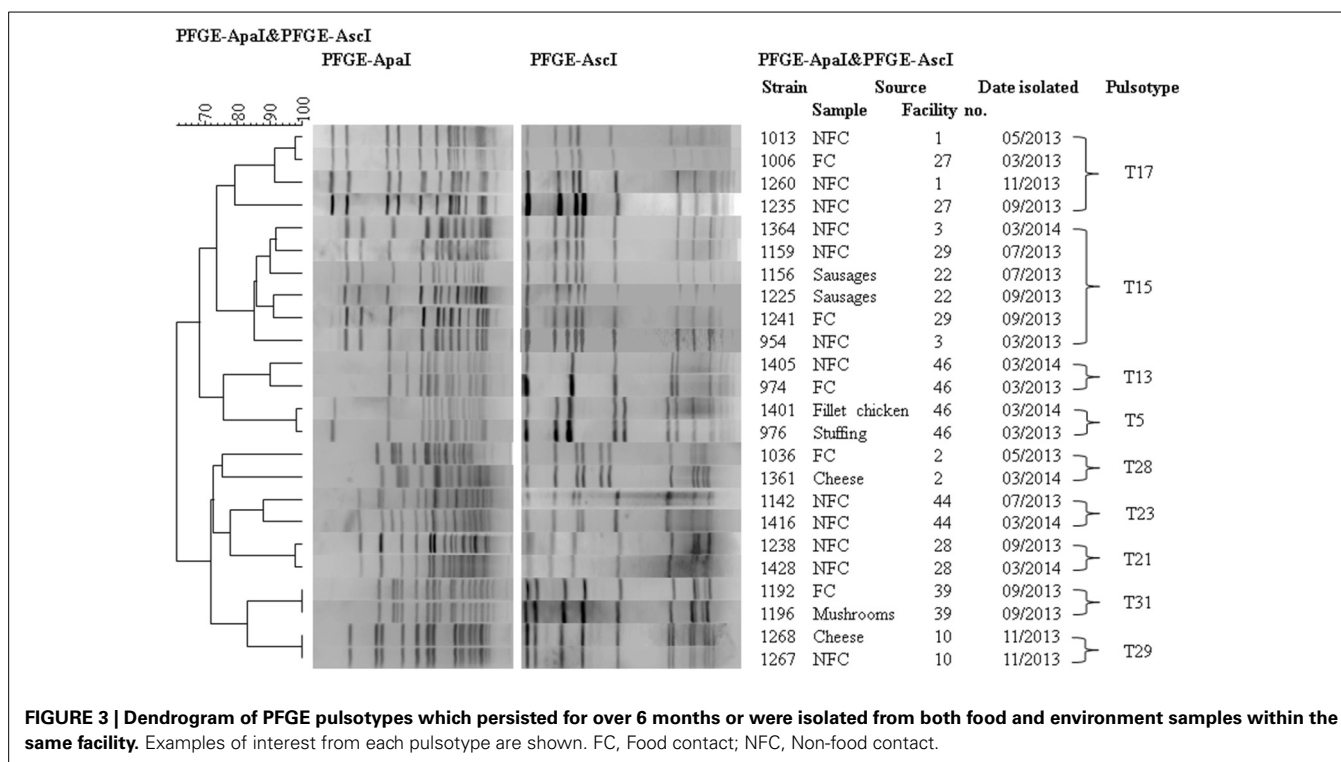 PFGE-ApaI&PFGE-AscI
PFGE-ApaI PFGE-AscI PFGE-ApaI&PFGE-AscI
Strain Source Date isolated Pulsotype
Sample Facility no.
70 80 90 100
1013 NFC 1 05/2013
1006 FC 27 03/2013
T17
1260 NFC 1 11/2013
1235 NFC 27 09/2013
1364 NFC 3 03/2014
1159 NFC 29 07/2013
1156 Sausages 22 07/2013
T15
1225 Sausages 22 09/2013
1241 FC 29 09/2013
954 NFC 3 03/2013
1405 NFC 46 03/2014
T13
974 FC 46 03/2013
1401 Fillet chicken 46 03/2014
T5
976 Stuffing 46 03/2013
1036 FC 2 05/2013
T28
1361 Cheese 2 03/2014
1142 NFC 44 07/2013
T23
1416 NFC 44 03/2014
1238 NFC 28 09/2013
T21
1428 NFC 28 03/2014
1192 FC 39 09/2013
T31
1196 Mushrooms 39 09/2013
1268 Cheese 10 11/2013
T29
1267 NFC 10 11/2013
FIGURE 3 | Dendrogram of PFGE pulsotypes which persisted for over 6 months or were isolated from both food and environment samples within the
same facility. Examples of interest from each pulsotype are shown. FC, Food contact; NFC, Non-food contact.